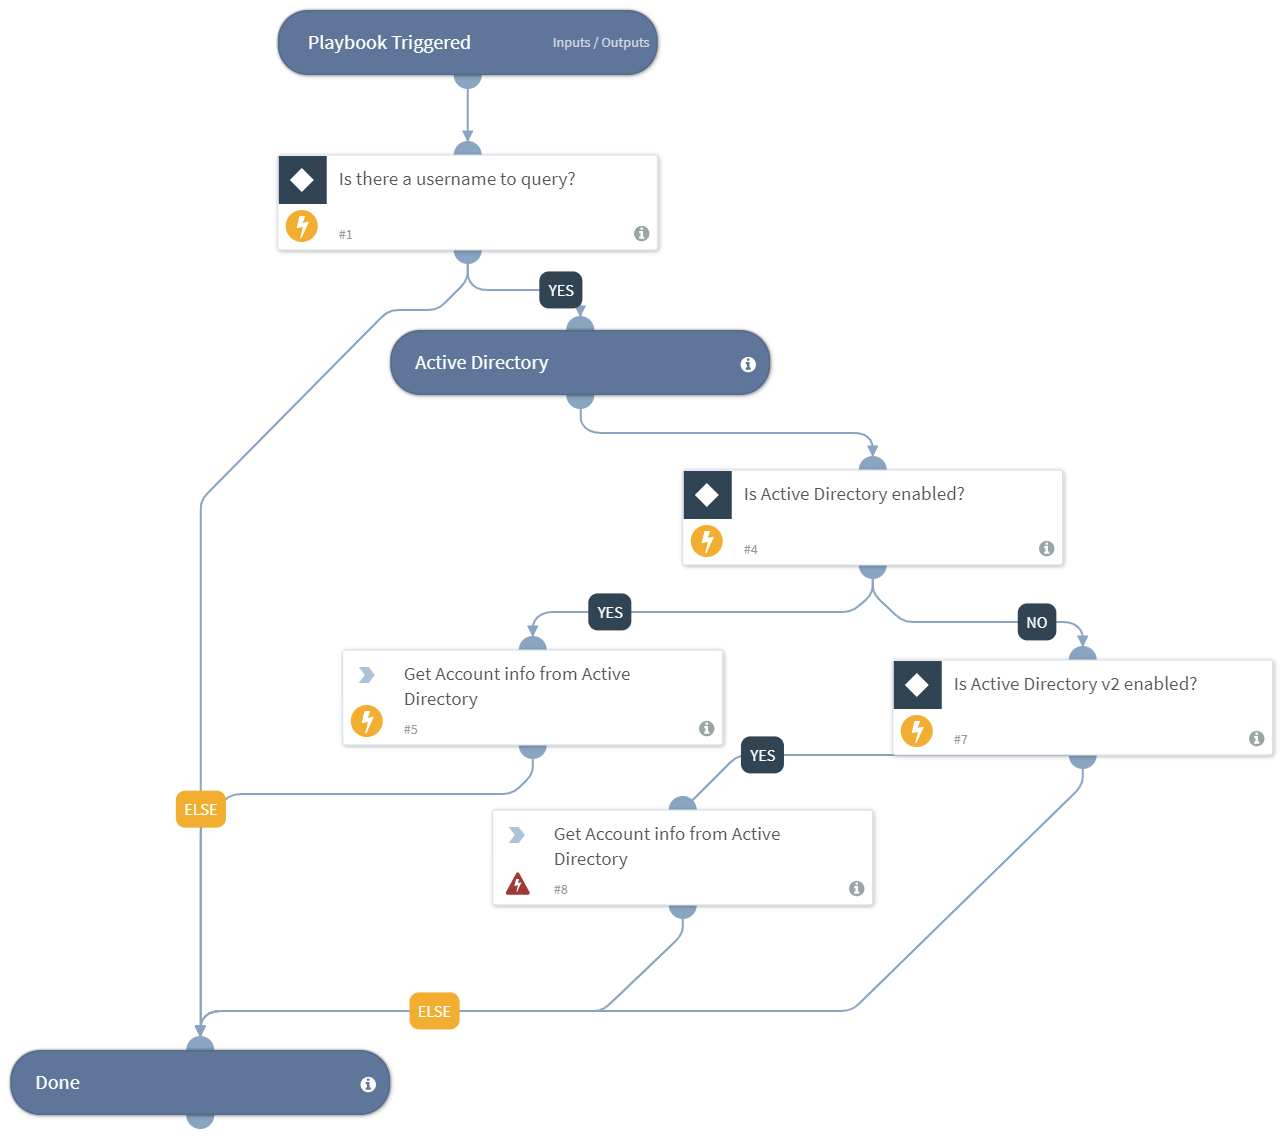 Playbook Triggered
Inputs / Outputs
Is there a username to query?
#1
YES
Active Directory
Is Active Directory enabled?
#4
YES
NO
Get Account info from Active
Directory
#5
Is Active Directory v2 enabled?
#7
YES
ELSE
Get Account info from Active
Directory
#8
ELSE
Done